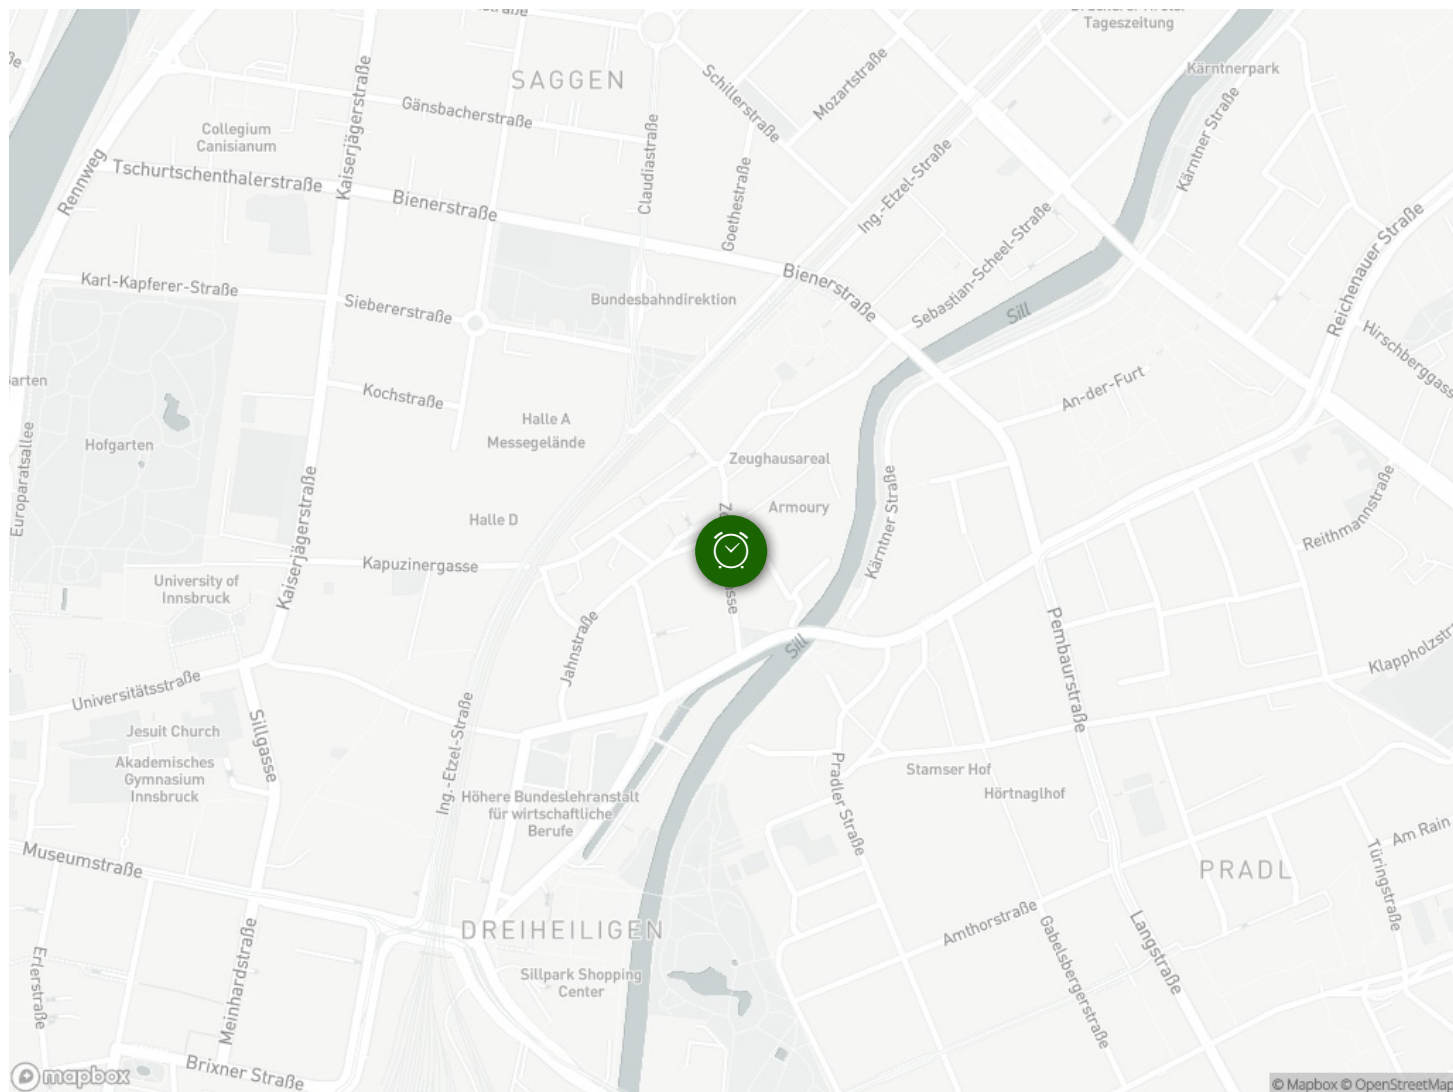 Tageszeitung
SAGGEN
Kärntnerpark
Schillerstraße
Mozartstraße
Gänsbacherstraße
Collegium
Canisianum
Kaiserjägerstraße
Claudiastraße
Kärntner Straße
Rennweg
Tschurtschenthalerstraße
Bienerstraße
Goethestraße
Ing.-Etzel-Straße
Sebastian-Scheel-Straße
Reichenauer Straße
Karl-Kapferer-Straße
Siebererstraße
Bundesbahndirektion
Bienerstraße
Sill
Hirschberggasse
arten
Kochstraße
An-der-Furt
Halle A
Messegelände
Hofgarten
Europaratsallee
Zeughausareal
Armoury
Halle D
Kaiserjägerstraße
Kärntner Straße
Reithmannstraße
Kapuzinergasse
University of
Innsbruck
sse
Jahnstraße
Sill
Pembaurstraße
Klappholzstr
Universitätsstraße
Sillgasse
Jesuit Church
Akademisches
Gymnasium
Innsbruck
Ing.-Etzel-Straße
Pradler Straße
Stamser Hof
Hörtnaglhof
Höhere Bundeslehranstalt
für wirtschaftliche
Berufe
Am Rain
Museumstraße
PRADL
Türingstraße
DREIHEILIGEN
Amthorstraße
Gabelsbergerstraße
Langstraße
Erlerstraße
Meinhardstraße
Sillpark Shopping
Center
Brixner Straße
mapbox
© Mapbox © OpenStreetMap